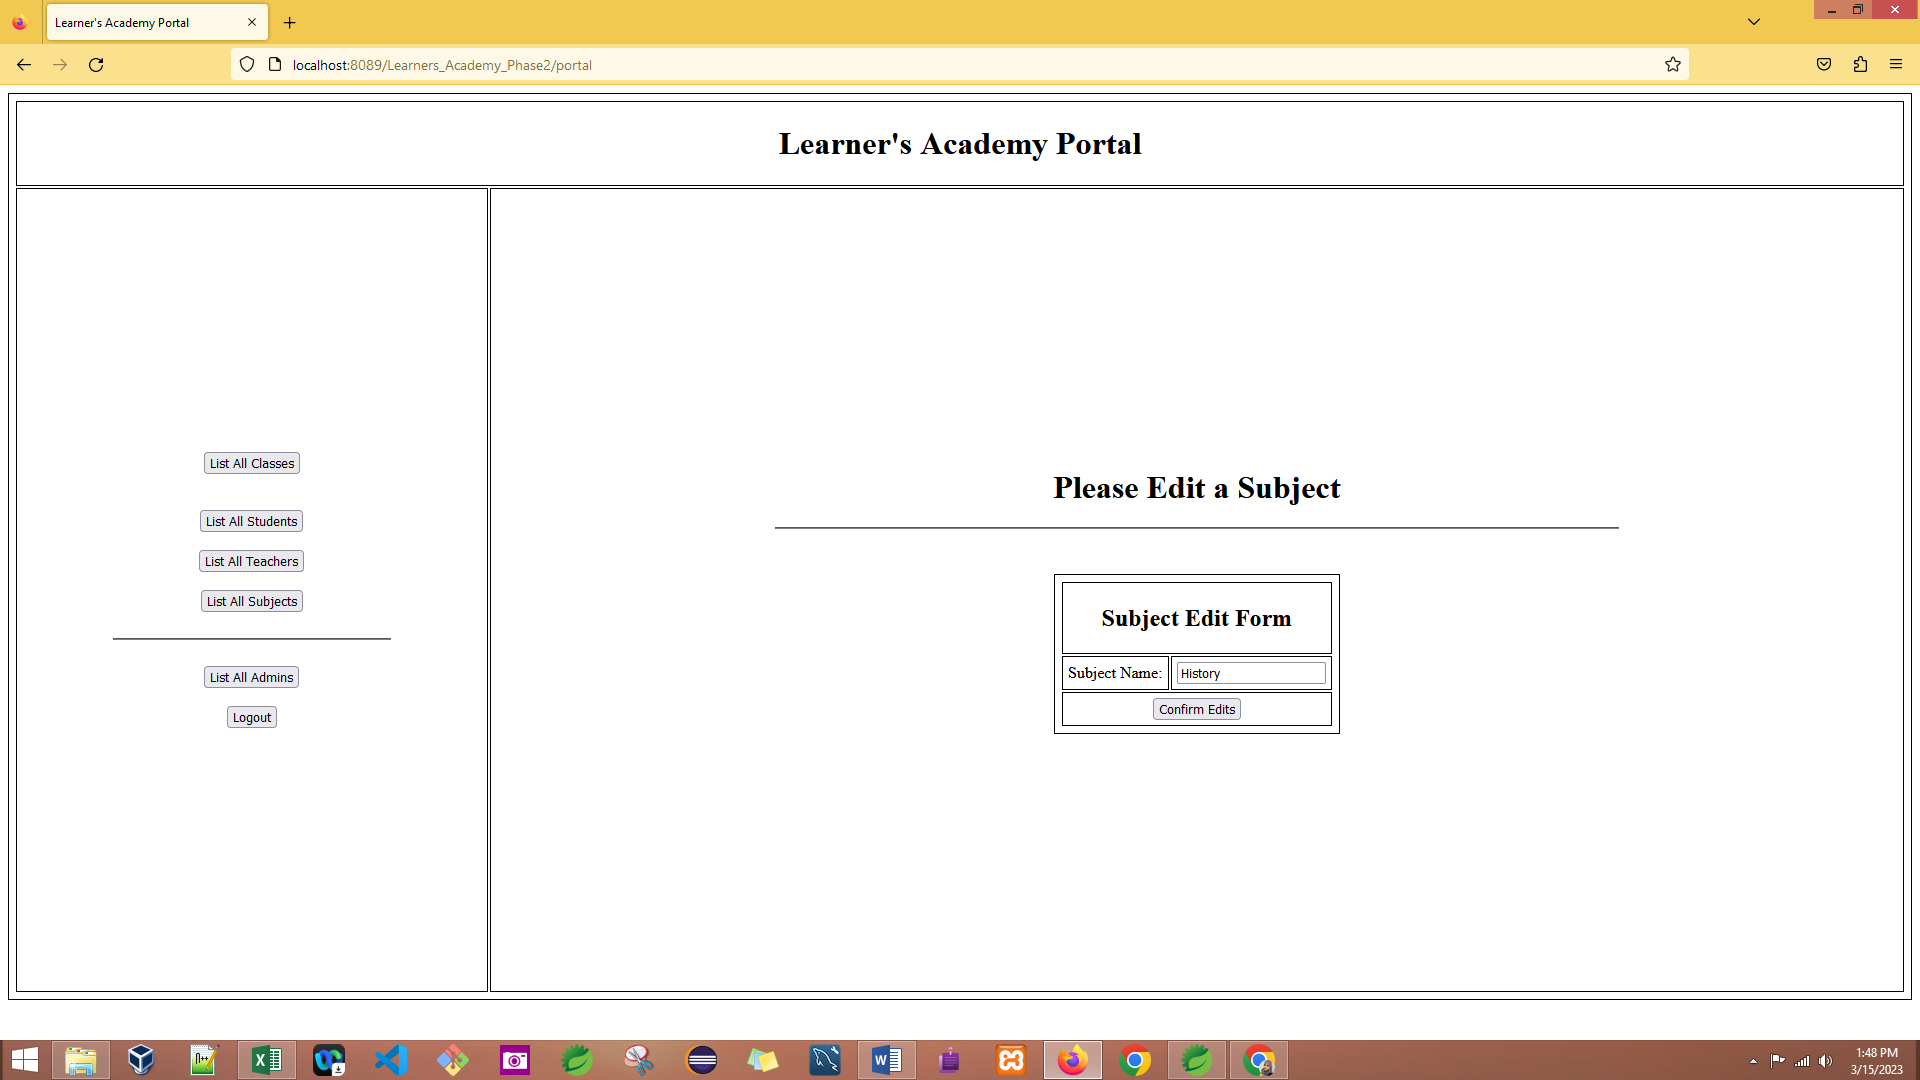 Learner's Academy Portal
localhost:8089/Learners_Academy_Phase2/portal
Learner's Academy Portal
List All Classes
List All Students
List All Teachers
List All Subjects
List All Admins
Logout
Please Edit a Subject
Subject Edit Form
Subject Name: History
Confirm Edits
1:48 PM
3/15/2023